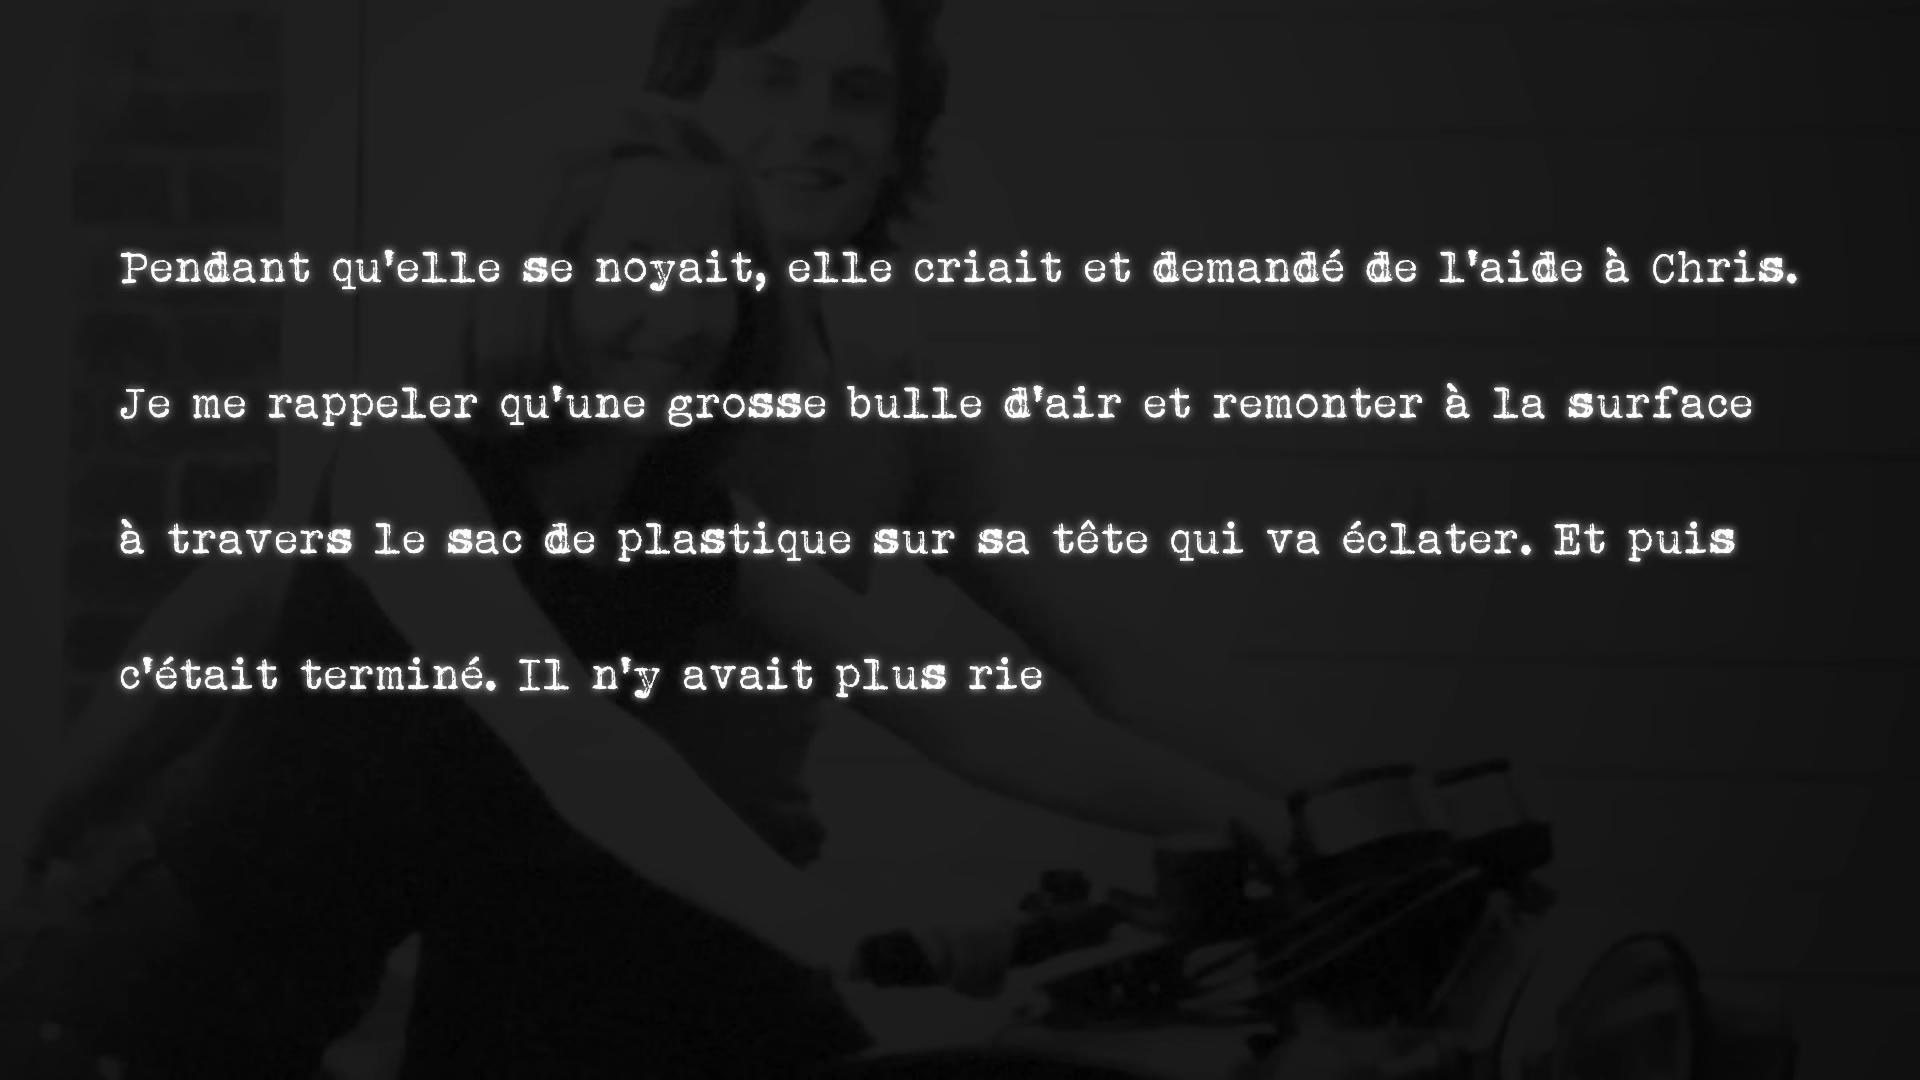 Pendant qu'elle se noyait, elle criait et demandé de l'aide à Chris.
Je me rappeler qu'une grosse bulle d'air et remonter à la surface
à travers le sac de plastique sur sa tête qui va éclater. Et puis
c'était terminé. Il n'y avait plus rie